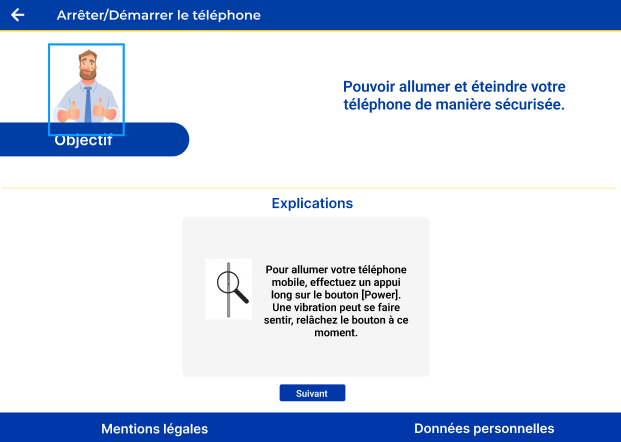 Arrêter/Démarrer le téléphone
Pouvoir allumer et éteindre votre
téléphone de manière sécurisée.
Objectif
Explications
Pour allumer votre téléphone
mobile, effectuez un appui
long sur le bouton [Power].
Une vibration peut se faire
sentir, relâchez le bouton à ce
moment.
Suivant
Mentions légales
Données personnelles